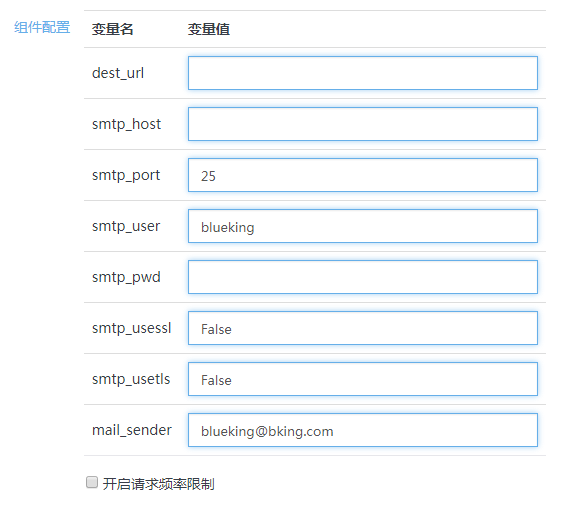 组件配置 变量名 变量值
dest_url
smtp_host
smtp_port 25
smtp_user blueking
smtp_pwd
smtp_usessl False
smtp_usetls False
mail_sender blueking@bking.com
开启请求频率限制